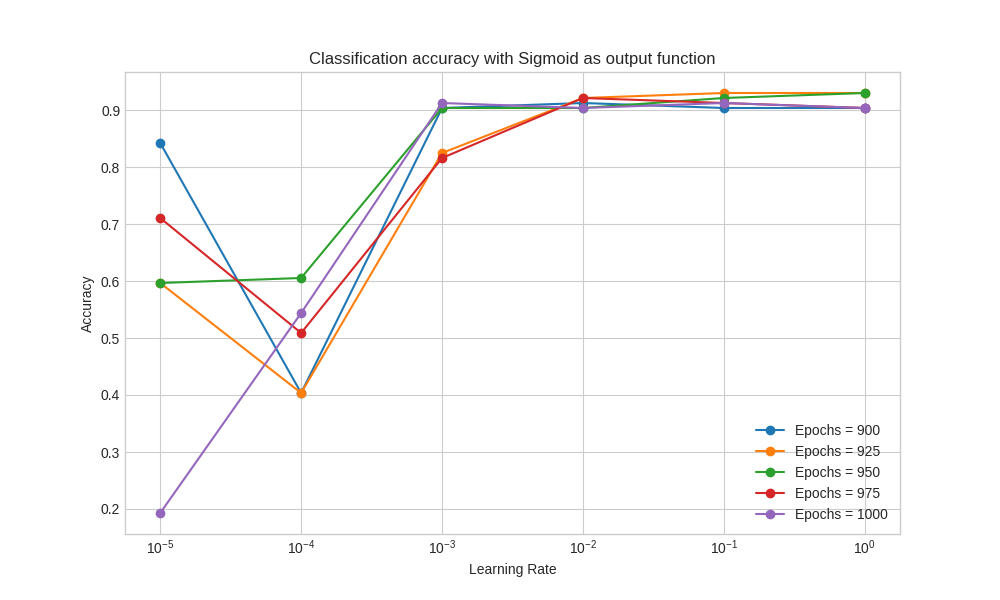 Classification accuracy with Sigmoid as output function
Accuracy
0.9
0.8
0.7
0.6
0.5
0.4
0.3
0.2
Epochs = 900
Epochs = 925
Epochs = 950
Epochs = 975
Epochs = 1000
10⁻⁵ 10⁻⁴ 10⁻³ 10⁻² 10⁻¹ 10⁰
Learning Rate